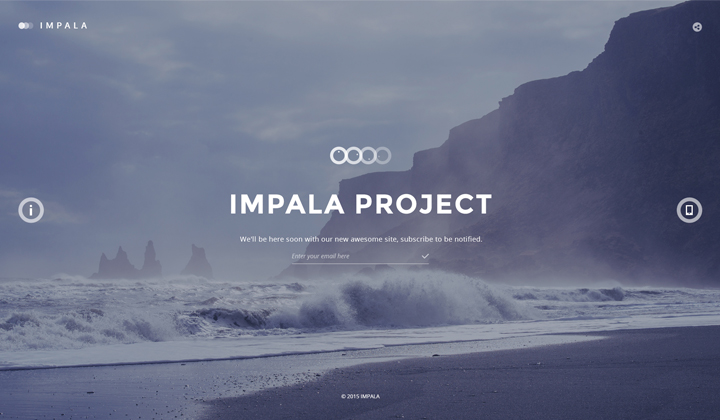 IMPALA
IMPALA PROJECT
We'll be here soon with our new awesome site, subscribe to be notified.
Enter your email here
© 2015 IMPALA